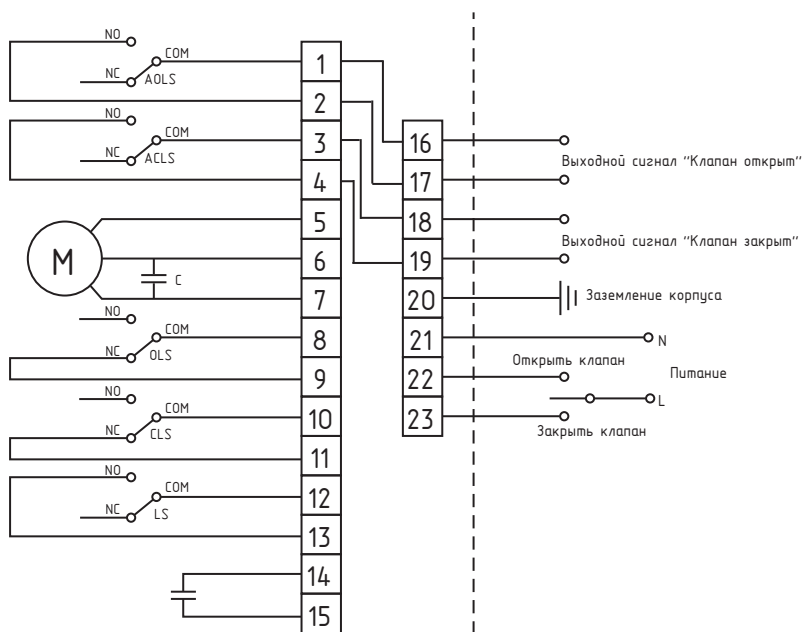 NO
COM
NC
AOLS
1
2
NO
COM
NC
ACLS
3
4
16
Выходной сигнал "Клапан открыт"
17
18
Выходной сигнал "Клапан закрыт"
19
5
M
6
C
7
20
Заземление корпуса
NO
COM
NC
OLS
8
9
21
N
Открыть клапан
Питание
22
L
23
Закрыть клапан
NO
COM
NC
CLS
10
11
NO
COM
NC
LS
12
13
14
15